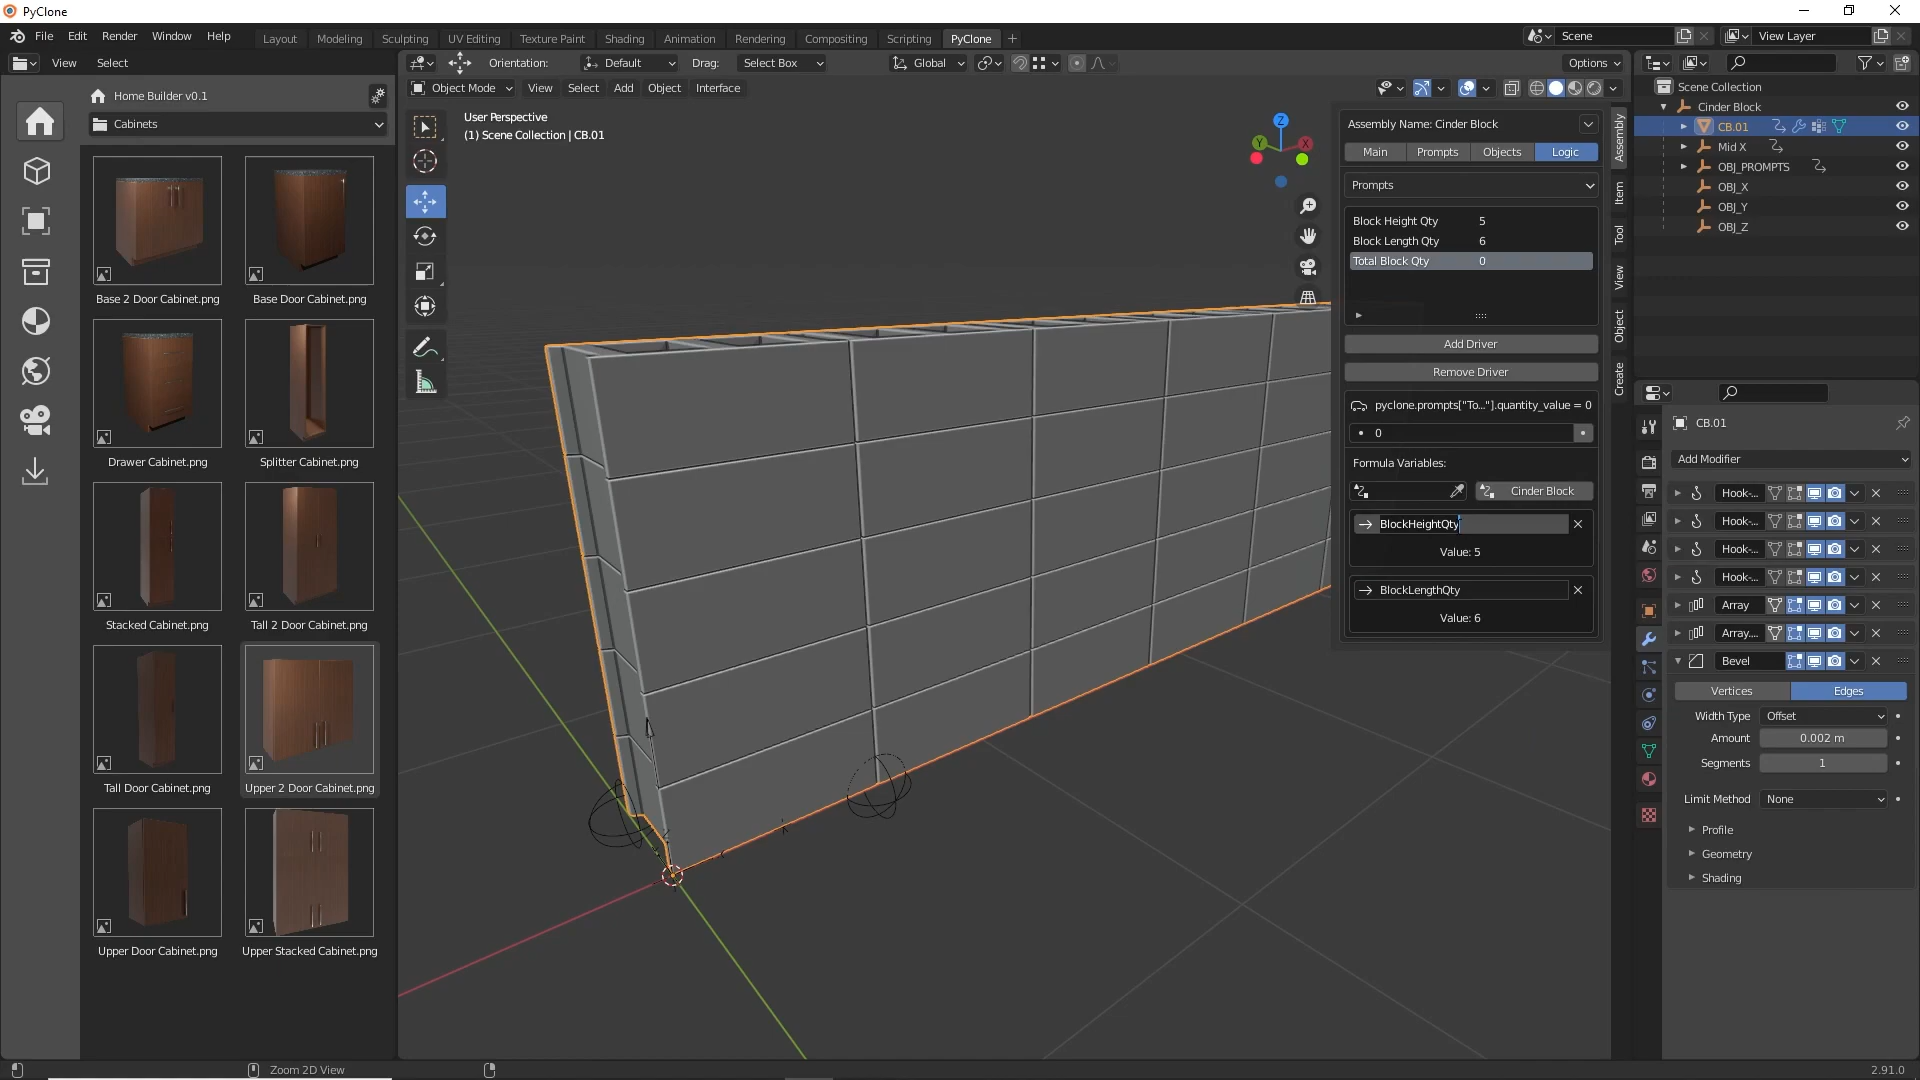 PyClone
File Edit Render Window Help Layout Modeling Sculpting UV Editing Texture Paint Shading Animation Rendering Compositing Scripting PyClone + Scene View Layer
View Select Orientation: Default Drag: Select Box Global Options
Home Builder v0.1
Cabinets
Base 2 Door Cabinet.png Base Door Cabinet.png
Drawer Cabinet.png Splitter Cabinet.png
Stacked Cabinet.png Tall 2 Door Cabinet.png
Tall Door Cabinet.png Upper 2 Door Cabinet.png
Upper Door Cabinet.png Upper Stacked Cabinet.png
Object Mode View Select Add Object Interface
User Perspective
(1) Scene Collection | CB.01
Z
Y X
Assembly Name: Cinder Block
Main Prompts Objects Logic
Prompts
Block Height Qty 5
Block Length Qty 6
Total Block Qty 0
Add Driver
Remove Driver
pyclone.prompts["To..."].quantity_value = 0
0
Formula Variables:
Cinder Block
BlockHeightQty
Value: 5
BlockLengthQty
Value: 6
Assembly
Item
Tool
View
Object
Create
Scene Collection
Cinder Block
CB.01
Mid X
OBJ_PROMPTS
OBJ_X
OBJ_Y
OBJ_Z
CB.01
Add Modifier
Hook-...
Hook-...
Hook-...
Hook-...
Array
Array....
Bevel
Vertices Edges
Width Type Offset
Amount 0.002 m
Segments 1
Limit Method None
Profile
Geometry
Shading
Zoom 2D View
2.91.0